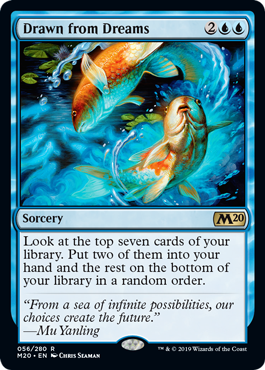 Drawn from Dreams 2
Sorcery M20
Look at the top seven cards of your
library. Put two of them into your
hand and the rest on the bottom of
your library in a random order.
“From a sea of infinite possibilities, our
choices create the future.”
—Mu Yanling
056/280 R
M20 • EN Chris Seaman
™ & © 2019 Wizards of the Coast